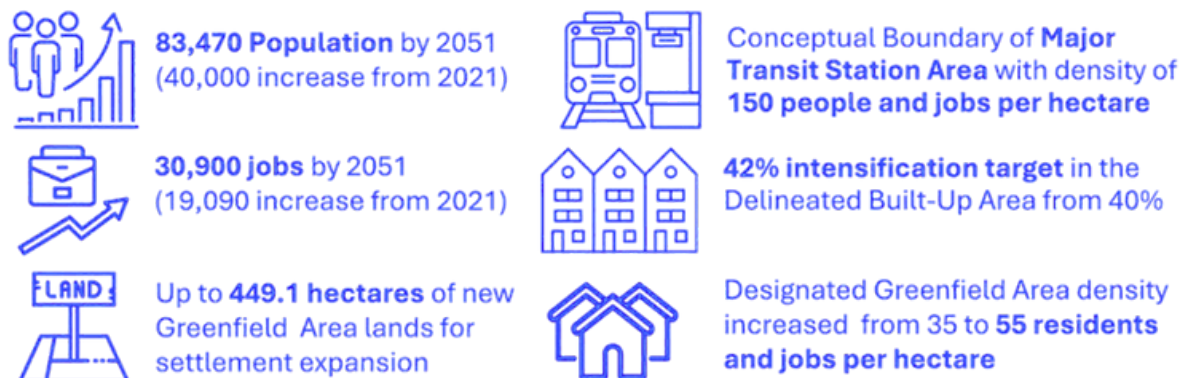 83,470 Population by 2051
(40,000 increase from 2021)
Conceptual Boundary of Major
Transit Station Area with density of
150 people and jobs per hectare
30,900 jobs by 2051
(19,090 increase from 2021)
42% intensification target in the
Delineated Built-Up Area from 40%
LAND
Up to 449.1 hectares of new
Greenfield Area lands for
settlement expansion
Designated Greenfield Area density
increased from 35 to 55 residents
and jobs per hectare